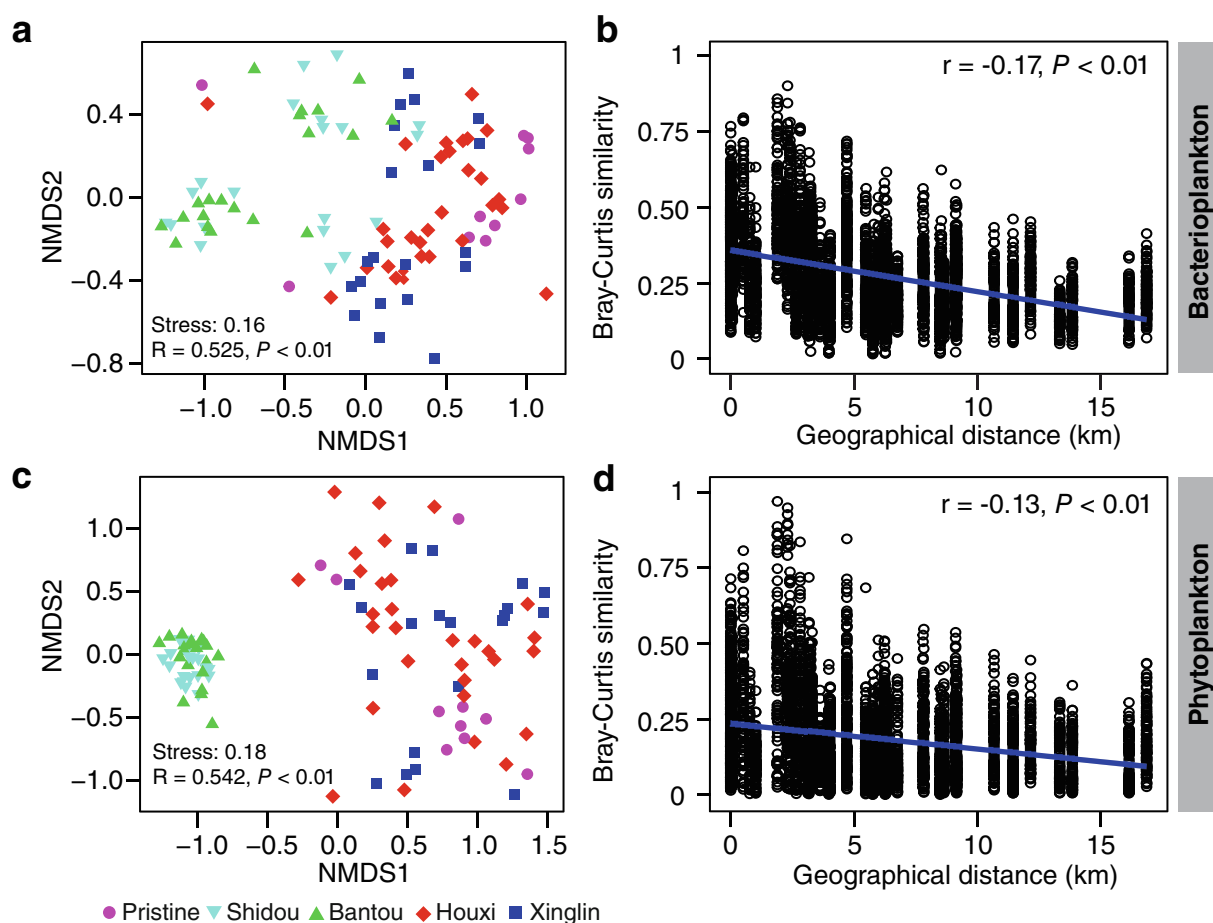 a
0.4
0.0
−0.4
−0.8
NMDS2
Stress: 0.16
R = 0.525, P < 0.01
−1.0
−0.5
0.0
0.5
1.0
NMDS1
b
1
0.75
0.50
0.25
0
Bray-Curtis similarity
r = -0.17, P < 0.01
0
5
10
15
Geographical distance (km)
Bacterioplankton
c
1.0
0.5
0.0
−0.5
−1.0
NMDS2
Stress: 0.18
R = 0.542, P < 0.01
−1.0
0.0
0.0
0.5
1.0
1.5
NMDS1
d
1
0.75
0.50
0.25
0
Bray-Curtis similarity
r = -0.13, P < 0.01
0
5
10
15
Geographical distance (km)
Phytoplankton
Pristine Shidou Bantou Houxi Xinglin